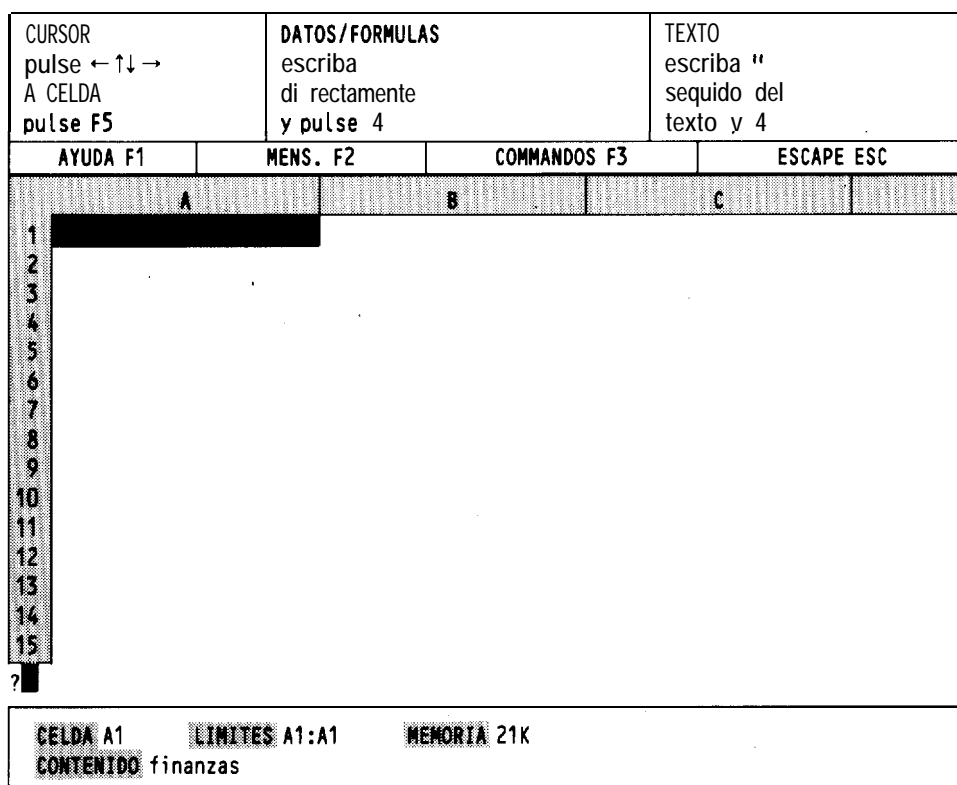 CURSOR
pulse ←↑↓→
A CELDA
pulse F5
DATOS/FORMULAS
escriba
di rectamente
y pulse 4
TEXTO
escriba "
sequido del
texto y 4
AYUDA F1 MENS. F2 COMMANDOS F3 ESCAPE ESC
A B C
1
2
3
4
5
6
7
8
9
10
11
12
13
14
15
?
CELDA A1 LIMITES A1:A1 MEMORIA 21K
CONTENIDO finanzas